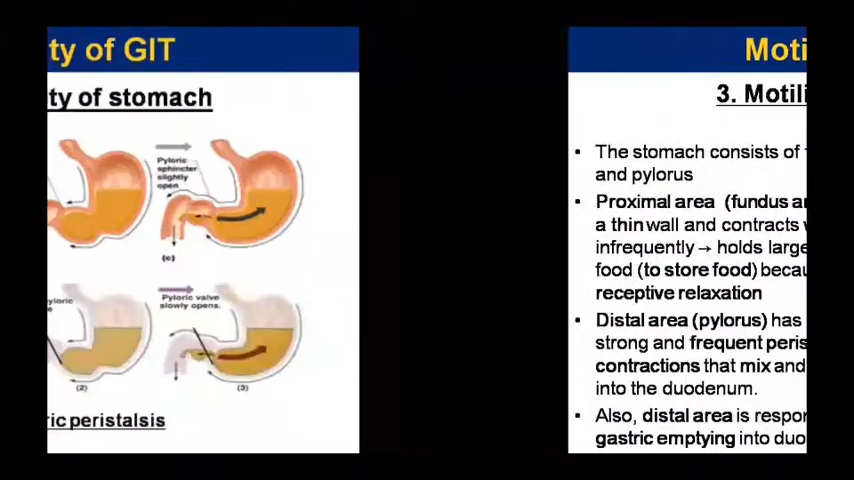 ty of GIT
ty of stomach
Pyloric
sphincter
slightly
open
(c)
Pyloric valve
slowly opens.
(2)
(3)
ric peristalsis
Moti
3. Motili
• The stomach consists of
and pylorus
• Proximal area (fundus an
a thin wall and contracts
infrequently → holds large
food (to store food) becau
receptive relaxation
• Distal area (pylorus) has
strong and frequent peris
contractions that mix and
into the duodenum.
• Also, distal area is respor
gastric emptying into duo